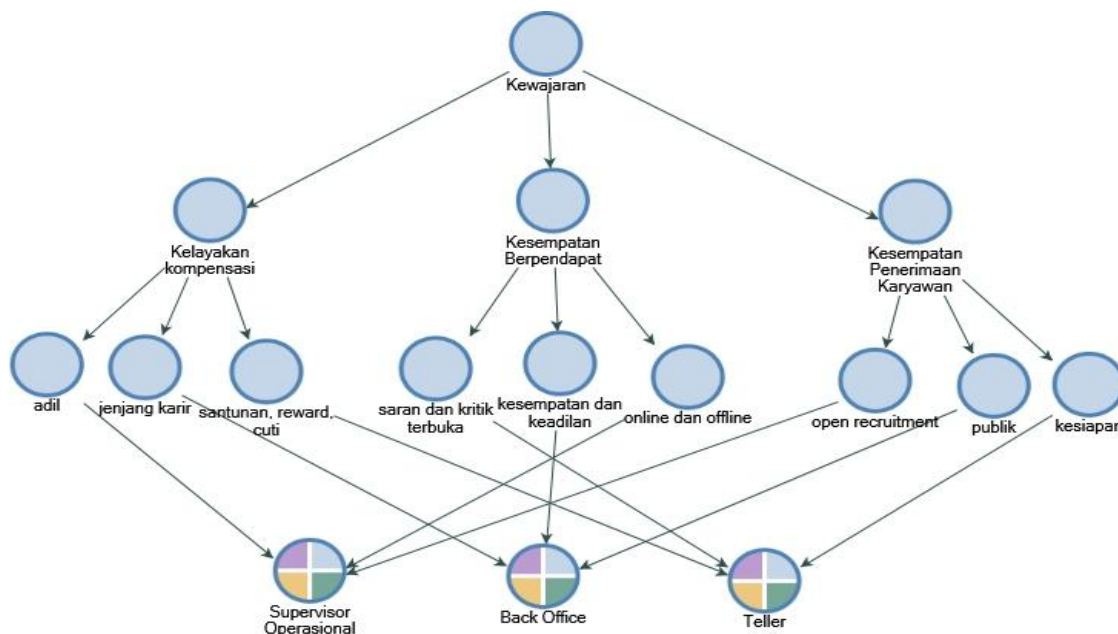 Kewajaran
Kelayakan
kompensasi
Kesempatan
Berpendapat
Kesempatan
Penerimaan
Karyawan
adil
jenjang karir
santunan, reward,
cuti
saran dan kritik
terbuka
kesempatan dan
keadilan
online dan offline
open recruitment
publik
kesiapan
Supervisor
Operasional
Back Office
Teller